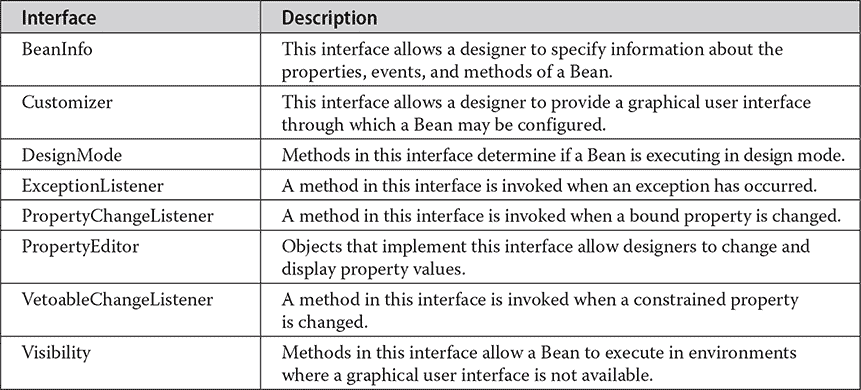 Interface Description
BeanInfo This interface allows a designer to specify information about the
properties, events, and methods of a Bean.
Customizer This interface allows a designer to provide a graphical user interface
through which a Bean may be configured.
DesignMode Methods in this interface determine if a Bean is executing in design mode.
ExceptionListener A method in this interface is invoked when an exception has occurred.
PropertyChangeListener A method in this interface is invoked when a bound property is changed.
PropertyEditor Objects that implement this interface allow designers to change and
display property values.
VetoableChangeListener A method in this interface is invoked when a constrained property
is changed.
Visibility Methods in this interface allow a Bean to execute in environments
where a graphical user interface is not available.